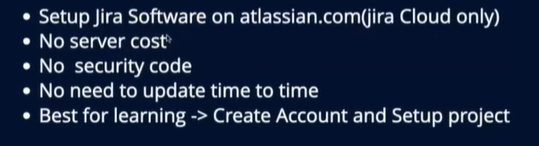 • Setup Jira Software on atlassian.com(jira Cloud only)
• No server cost
• No  security code
• No need to update time to time
• Best for learning -> Create Account and Setup project